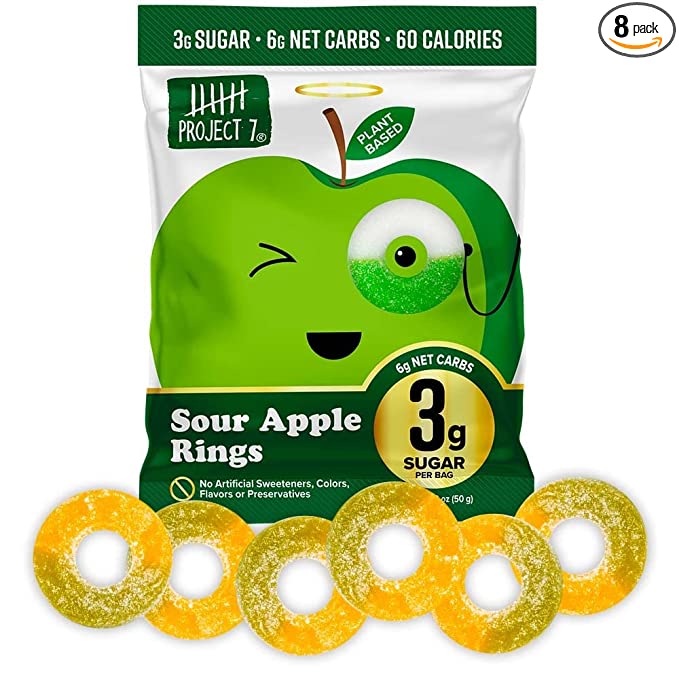 8 pack
3G SUGAR • 6G NET CARBS • 60 CALORIES
PROJECT 7®
PLANT
BASED
6g NET CARBS
3g
SUGAR
PER BAG
Sour Apple
Rings
No Artificial Sweeteners, Colors,
Flavors or Preservatives
oz (50 g)